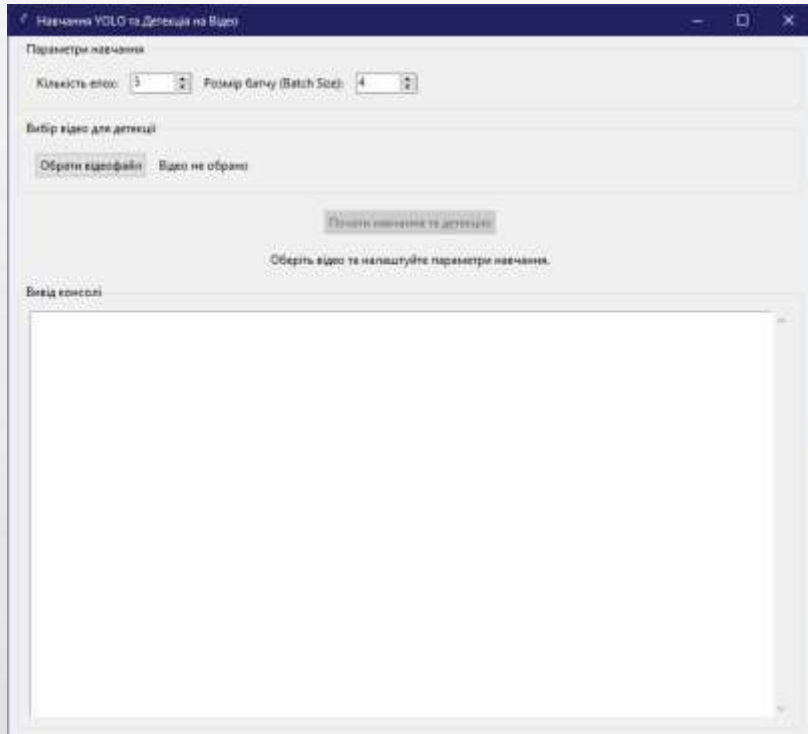 Навчання YOLO та Детекція на Відео
Параметри навчання
Кількість епох: 5 Розмір батчу (Batch Size): 4
Вибір відео для детекції
Обрати відеофайл Відео не обрано
Почати навчання та детекцію
Оберіть відео та налаштуйте параметри навчання.
Вивід консолі